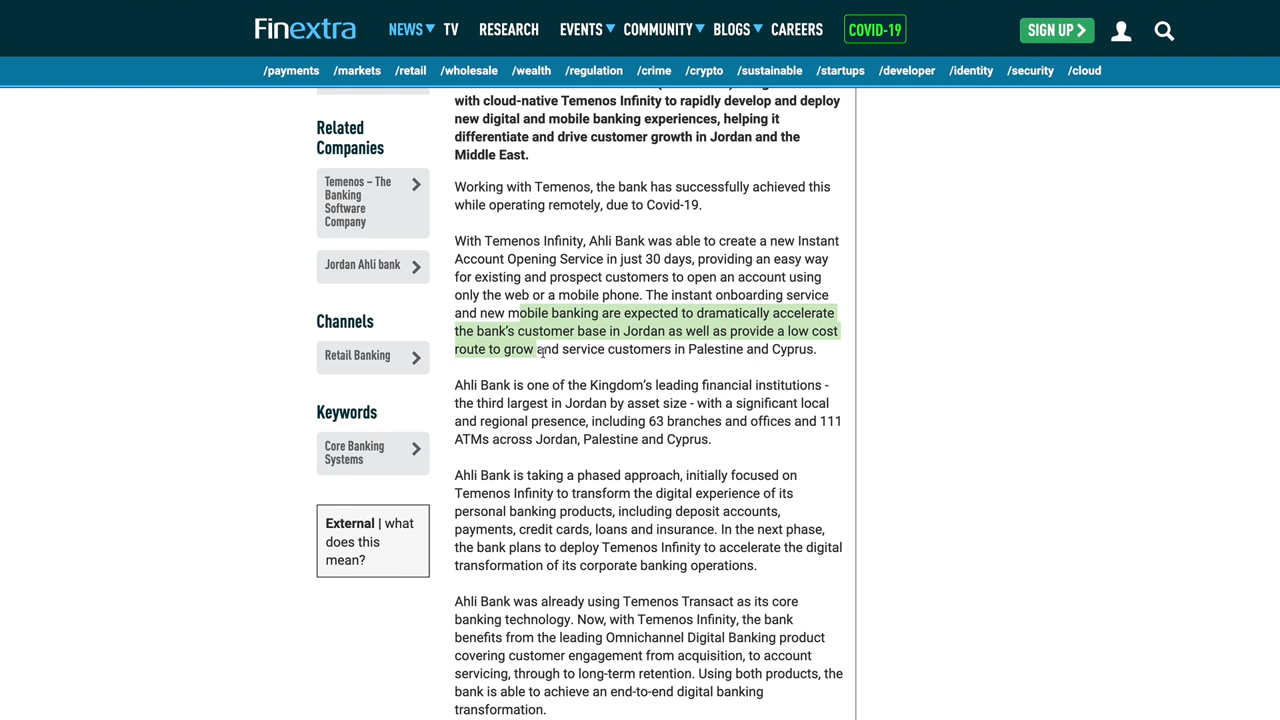 Finextra
NEWS TV RESEARCH EVENTS COMMUNITY BLOGS CAREERS COVID-19 SIGN UP
/payments /markets /retail /wholesale /wealth /regulation /crime /crypto /sustainable /startups /developer /identity /security /cloud
Related
Companies
Temenos – The
Banking
Software
Company
Jordan Ahli bank
Channels
Retail Banking
Keywords
Core Banking
Systems
External | what
does this
mean?
with cloud-native Temenos Infinity to rapidly develop and deploy
new digital and mobile banking experiences, helping it
differentiate and drive customer growth in Jordan and the
Middle East.
Working with Temenos, the bank has successfully achieved this
while operating remotely, due to Covid-19.
With Temenos Infinity, Ahli Bank was able to create a new Instant
Account Opening Service in just 30 days, providing an easy way
for existing and prospect customers to open an account using
only the web or a mobile phone. The instant onboarding service
and new mobile banking are expected to dramatically accelerate
the bank's customer base in Jordan as well as provide a low cost
route to grow and service customers in Palestine and Cyprus.
Ahli Bank is one of the Kingdom's leading financial institutions -
the third largest in Jordan by asset size - with a significant local
and regional presence, including 63 branches and offices and 111
ATMs across Jordan, Palestine and Cyprus.
Ahli Bank is taking a phased approach, initially focused on
Temenos Infinity to transform the digital experience of its
personal banking products, including deposit accounts,
payments, credit cards, loans and insurance. In the next phase,
the bank plans to deploy Temenos Infinity to accelerate the digital
transformation of its corporate banking operations.
Ahli Bank was already using Temenos Transact as its core
banking technology. Now, with Temenos Infinity, the bank
benefits from the leading Omnichannel Digital Banking product
covering customer engagement from acquisition, to account
servicing, through to long-term retention. Using both products, the
bank is able to achieve an end-to-end digital banking
transformation.